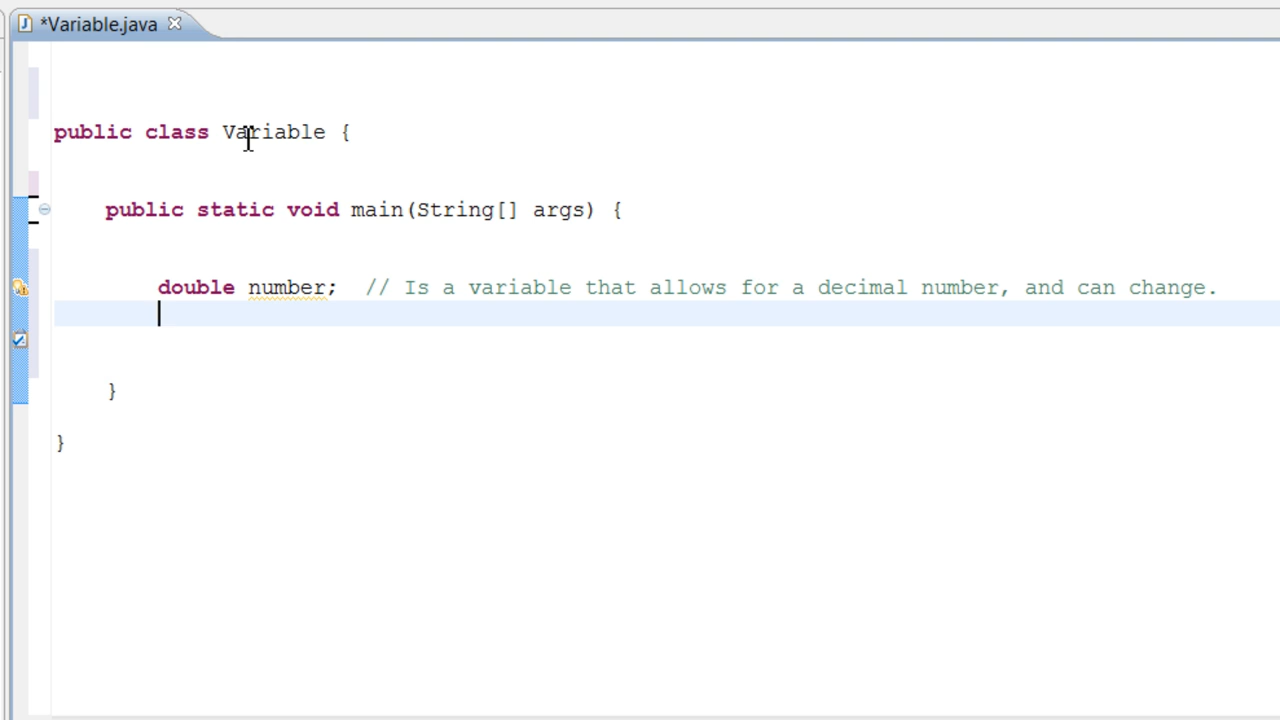 *Variable.java
public class Variable {
public static void main(String[] args) {
double number; // Is a variable that allows for a decimal number, and can change.
}
}